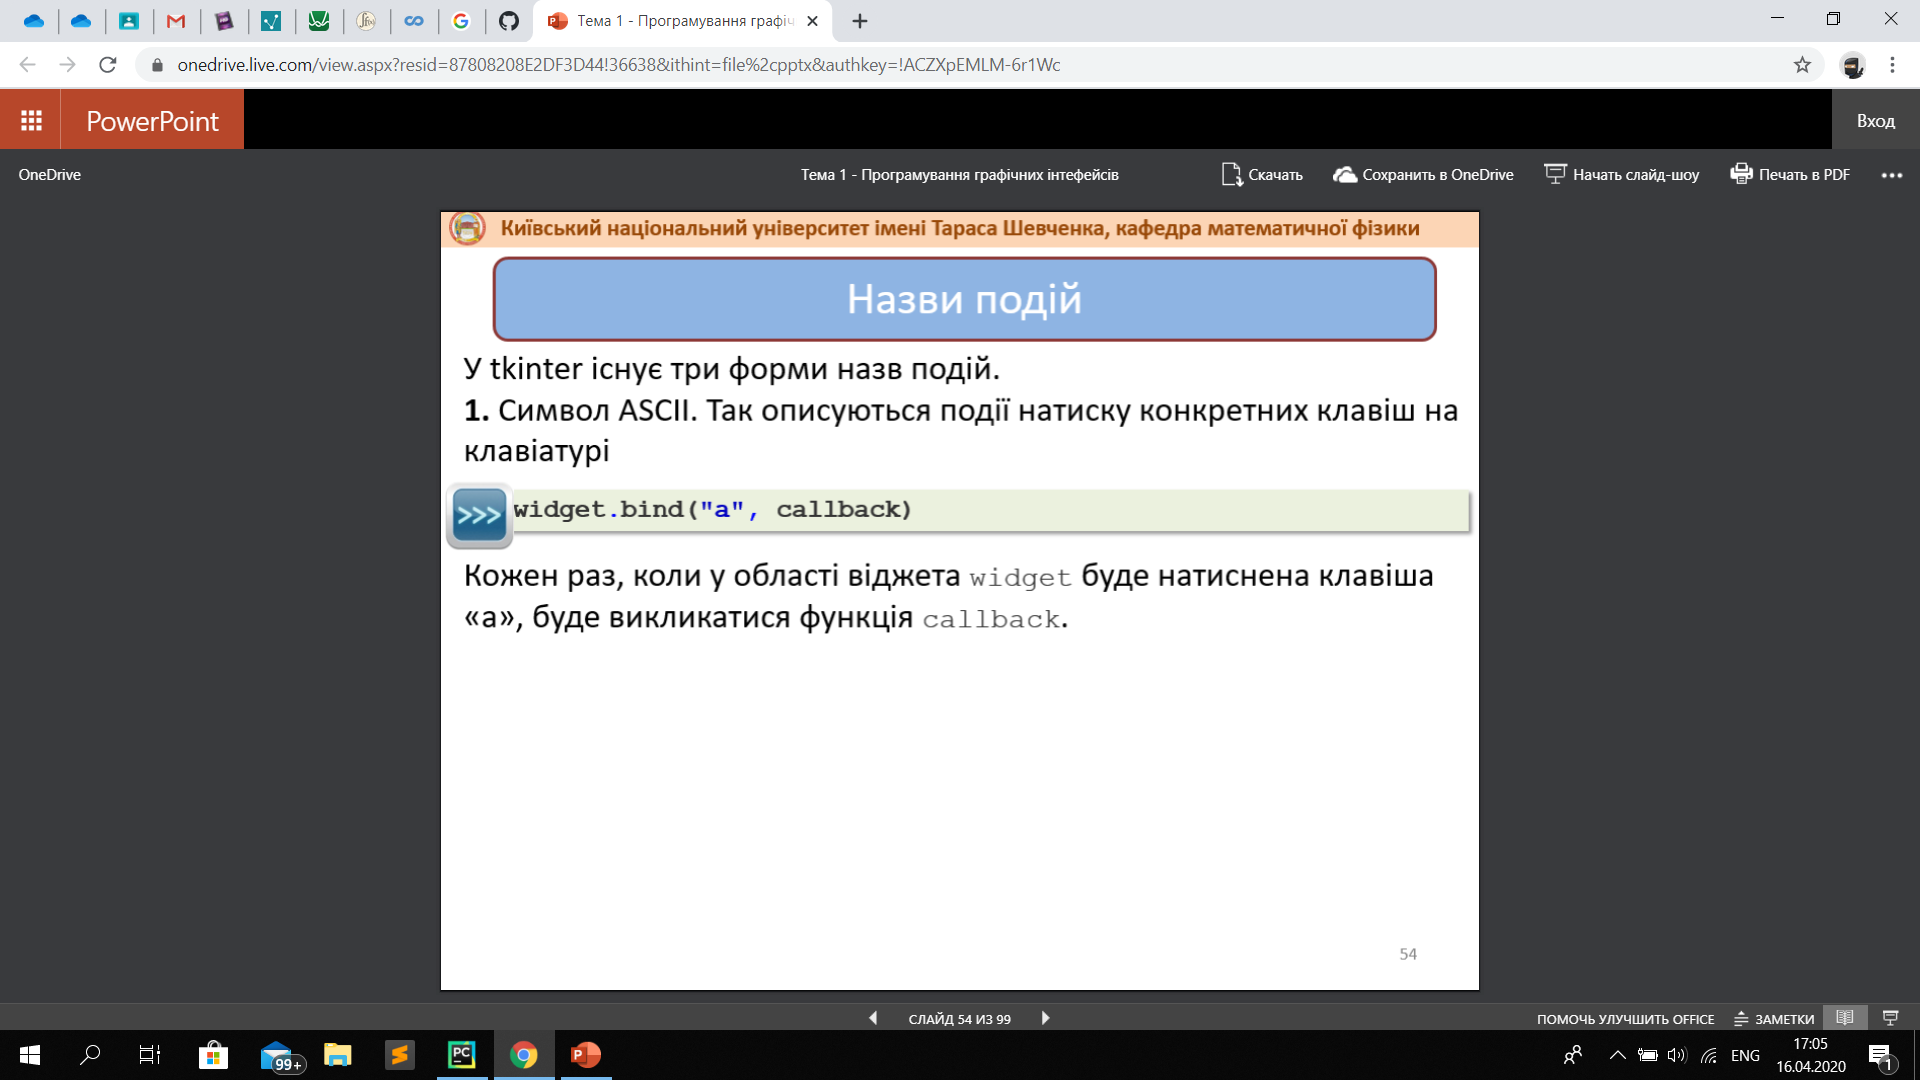 Тема 1 - Програмування графіч
onedrive.live.com/view.aspx?resid=87808208E2DF3D44!36638&ithint=file%2cpptx&authkey=!ACZXpEMLM-6r1Wc
PowerPoint
Вход
OneDrive
Тема 1 - Програмування графічних інтефейсів
Скачать
Сохранить в OneDrive
Начать слайд-шоу
Печать в PDF
Київський національний університет імені Тараса Шевченка, кафедра математичної фізики
Назви подій
У tkinter існує три форми назв подій.
1. Символ ASCII. Так описуються події натиску конкретних клавіш на
клавіатурі
>>>
widget.bind("a", callback)
Кожен раз, коли у області віджета widget буде натиснена клавіша
«a», буде викликатися функція callback.
54
СЛАЙД 54 ИЗ 99
ПОМОЧЬ УЛУЧШИТЬ OFFICE
ЗАМЕТКИ
99+
PC
P
ENG
17:05
16.04.2020
1